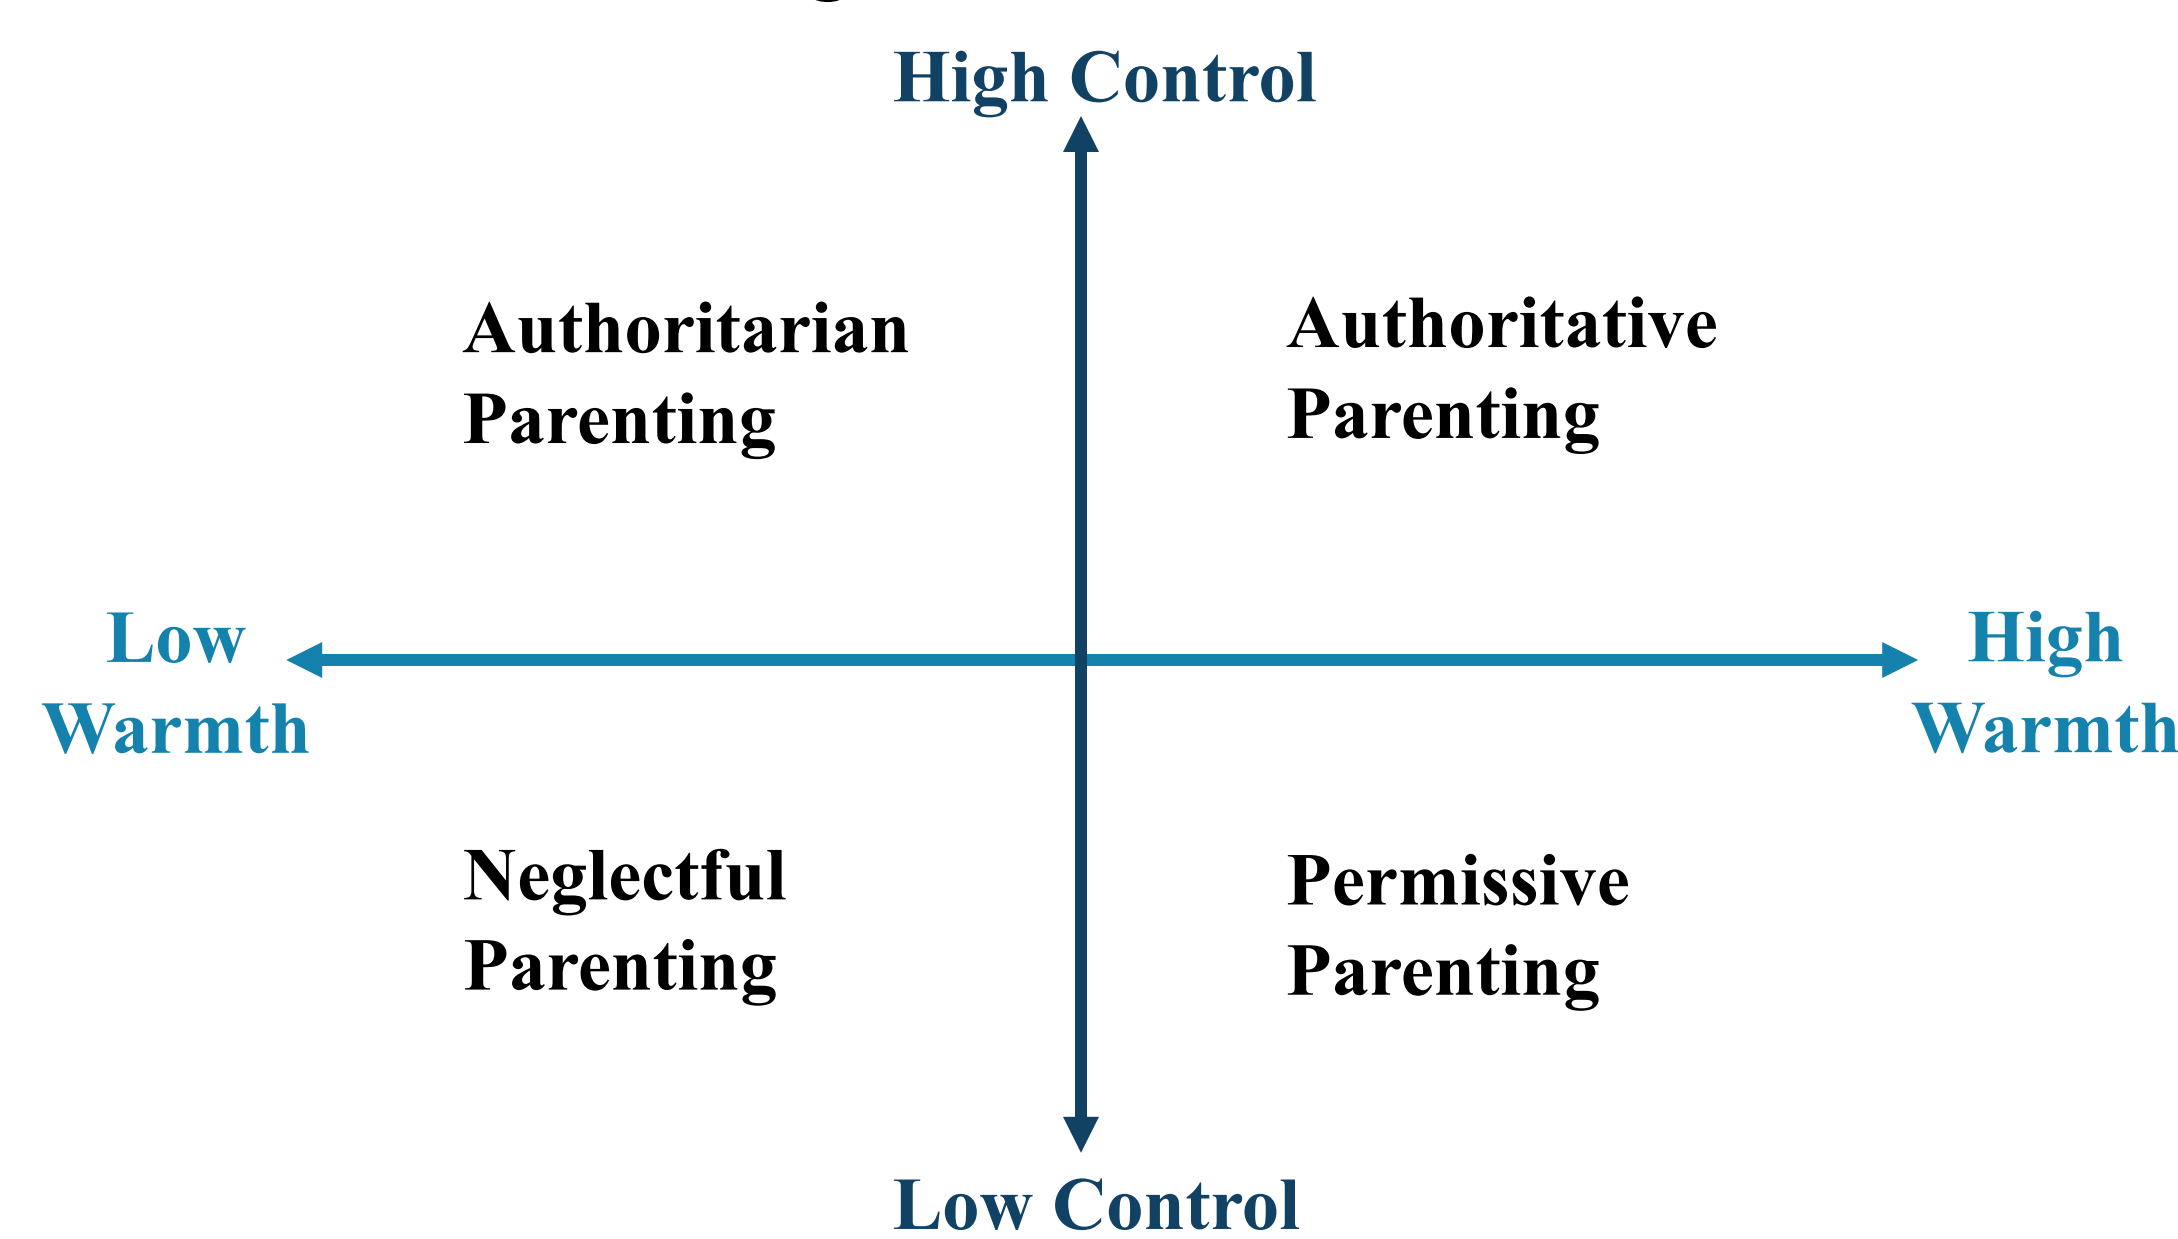 High Control
Authoritarian
Parenting
Authoritative
Parenting
Low
Warmth
High
Warmth
Neglectful
Parenting
Permissive
Parenting
Low Control